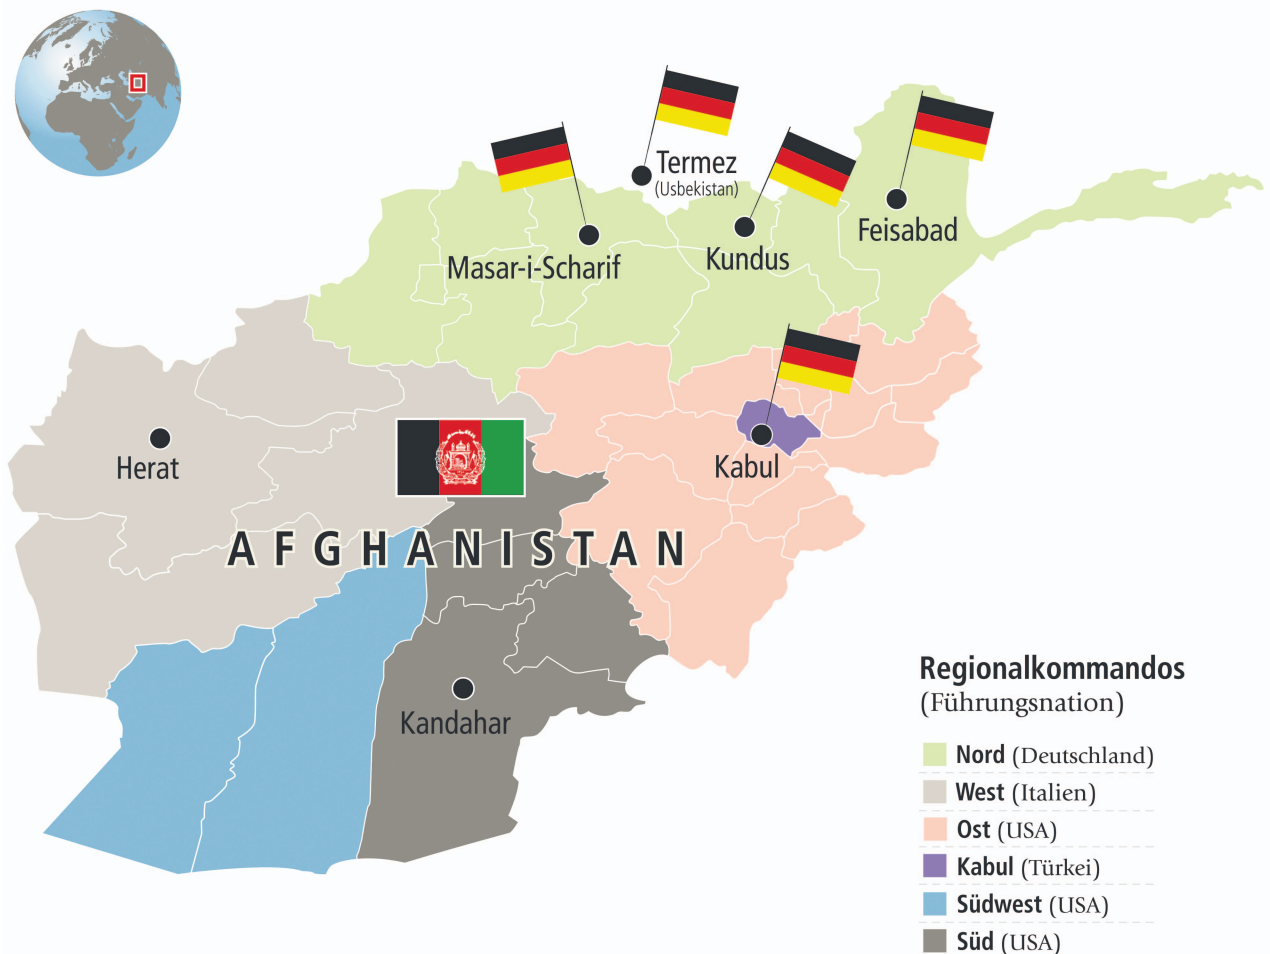 Termez
(Usbekistan)
Feisabad
Kundus
Masar-i-Scharif
Herat
Kabul
AFGHANISTAN
Kandahar
Regionalkommandos
(Führungsnation)
Nord (Deutschland)
West (Italien)
Ost (USA)
Kabul (Türkei)
Südwest (USA)
Süd (USA)